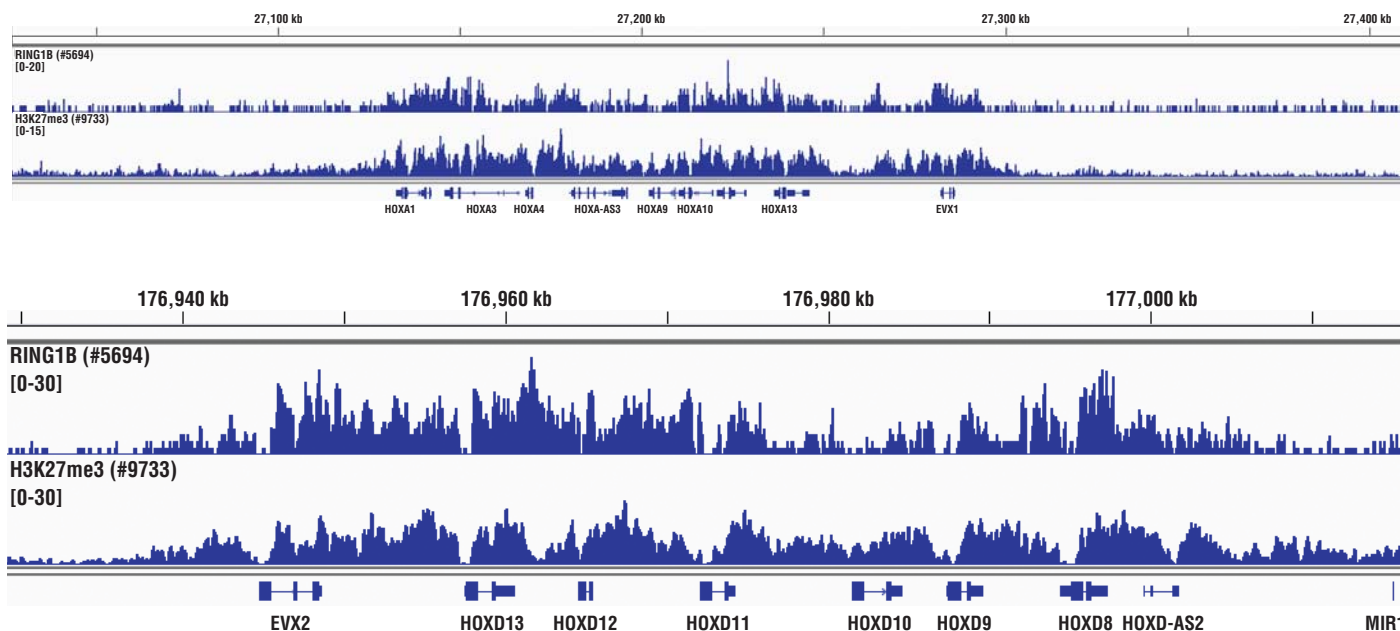 27,100 kb 27,200 kb 27,300 kb 27,400 kb
RING1B (#5694)
[0-20]
H3K27me3 (#9733)
[0-15]
HOXA1 HOXA3 HOXA4 HOXA-AS3 HOXA9 HOXA10 HOXA13 EVX1
176,940 kb 176,960 kb 176,980 kb 177,000 kb
RING1B (#5694)
[0-30]
H3K27me3 (#9733)
[0-30]
EVX2 HOXD13 HOXD12 HOXD11 HOXD10 HOXD9 HOXD8 HOXD-AS2 MIR